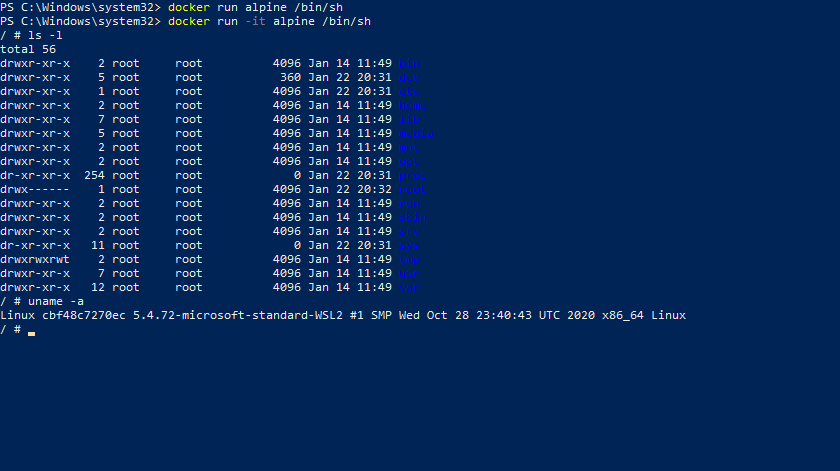 PS C:\Windows\system32> docker run alpine /bin/sh
PS C:\Windows\system32> docker run -it alpine /bin/sh
/ # ls -l
total 56
drwxr-xr-x    2 root     root          4096 Jan 14 11:49 bin
drwxr-xr-x    5 root     root           360 Jan 22 20:31 dev
drwxr-xr-x    1 root     root          4096 Jan 22 20:31 etc
drwxr-xr-x    2 root     root          4096 Jan 14 11:49 home
drwxr-xr-x    7 root     root          4096 Jan 14 11:49 lib
drwxr-xr-x    5 root     root          4096 Jan 14 11:49 media
drwxr-xr-x    2 root     root          4096 Jan 14 11:49 mnt
drwxr-xr-x    2 root     root          4096 Jan 14 11:49 opt
dr-xr-xr-x  254 root     root             0 Jan 22 20:31 proc
drwx------    1 root     root          4096 Jan 22 20:32 root
drwxr-xr-x    2 root     root          4096 Jan 14 11:49 run
drwxr-xr-x    2 root     root          4096 Jan 14 11:49 sbin
drwxr-xr-x    2 root     root          4096 Jan 14 11:49 srv
dr-xr-xr-x   11 root     root             0 Jan 22 20:31 sys
drwxrwxrwt    2 root     root          4096 Jan 14 11:49 tmp
drwxr-xr-x    7 root     root          4096 Jan 14 11:49 usr
drwxr-xr-x   12 root     root          4096 Jan 14 11:49 var
/ # uname -a
Linux cbf48c7270ec 5.4.72-microsoft-standard-WSL2 #1 SMP Wed Oct 28 23:40:43 UTC 2020 x86_64 Linux
/ #